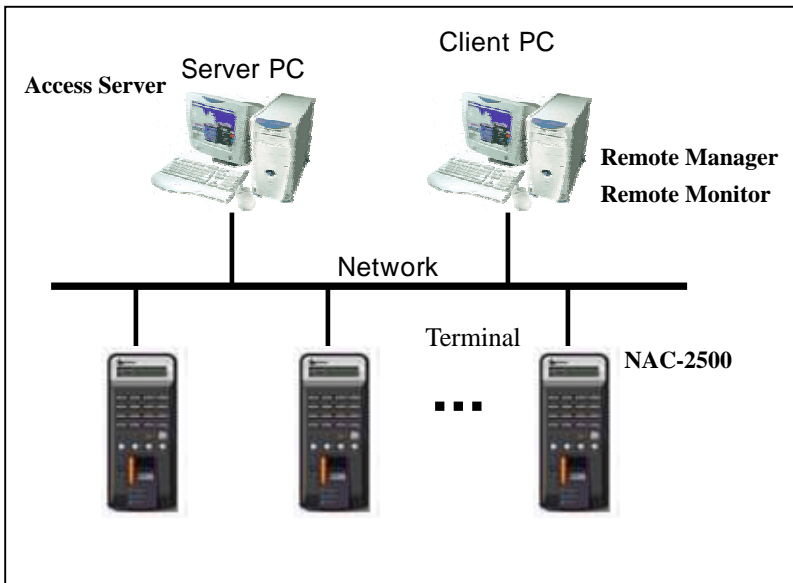 Client PC
Server PC
Access Server
Remote Manager
Remote Monitor
Network
Terminal
NAC-2500
...